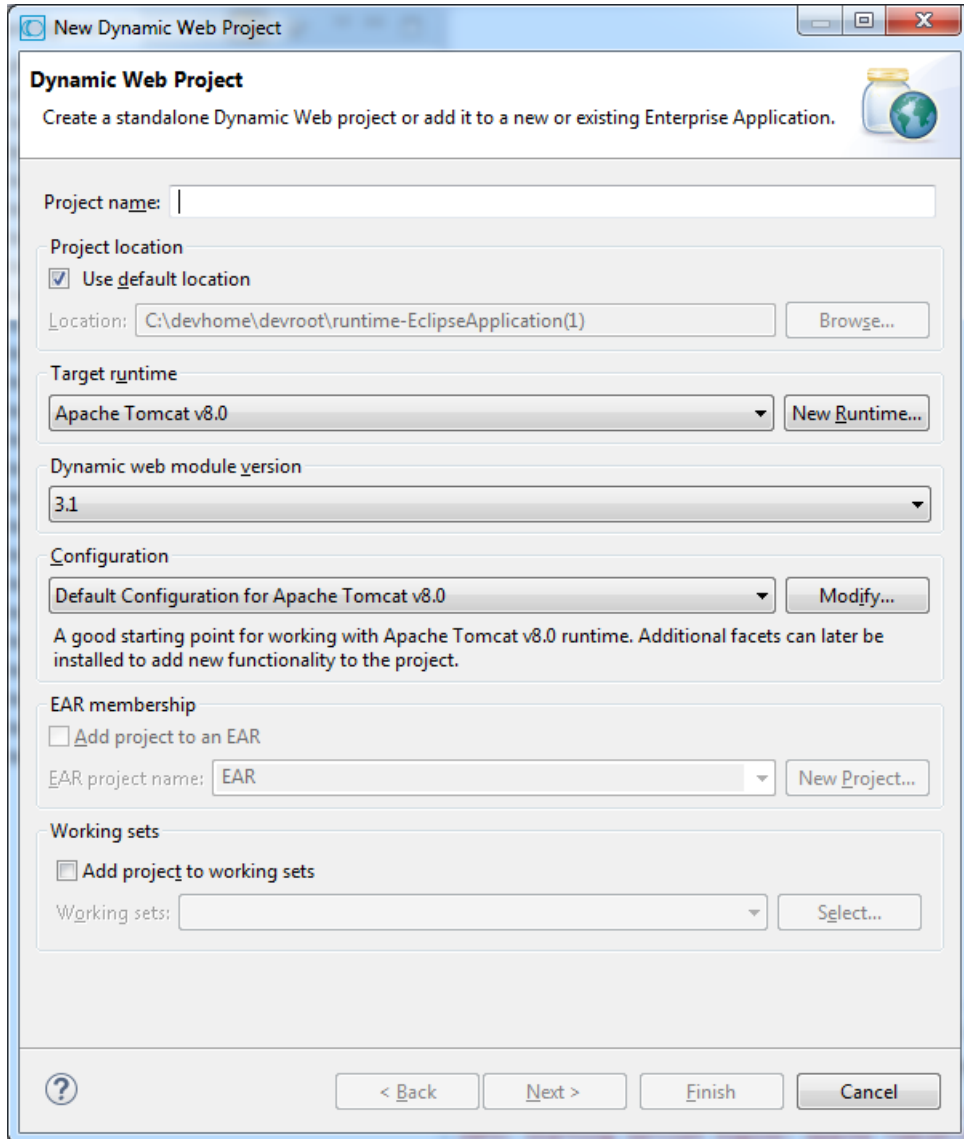 New Dynamic Web Project
Dynamic Web Project
Create a standalone Dynamic Web project or add it to a new or existing Enterprise Application.
Project name:
Project location
Use default location
Location: C:\devhome\devroot\runtime-EclipseApplication(1) Browse...
Target runtime
Apache Tomcat v8.0 New Runtime...
Dynamic web module version
3.1
Configuration
Default Configuration for Apache Tomcat v8.0 Modify...
A good starting point for working with Apache Tomcat v8.0 runtime. Additional facets can later be
installed to add new functionality to the project.
EAR membership
Add project to an EAR
EAR project name: EAR New Project...
Working sets
Add project to working sets
Working sets: Select...
? < Back Next > Finish Cancel